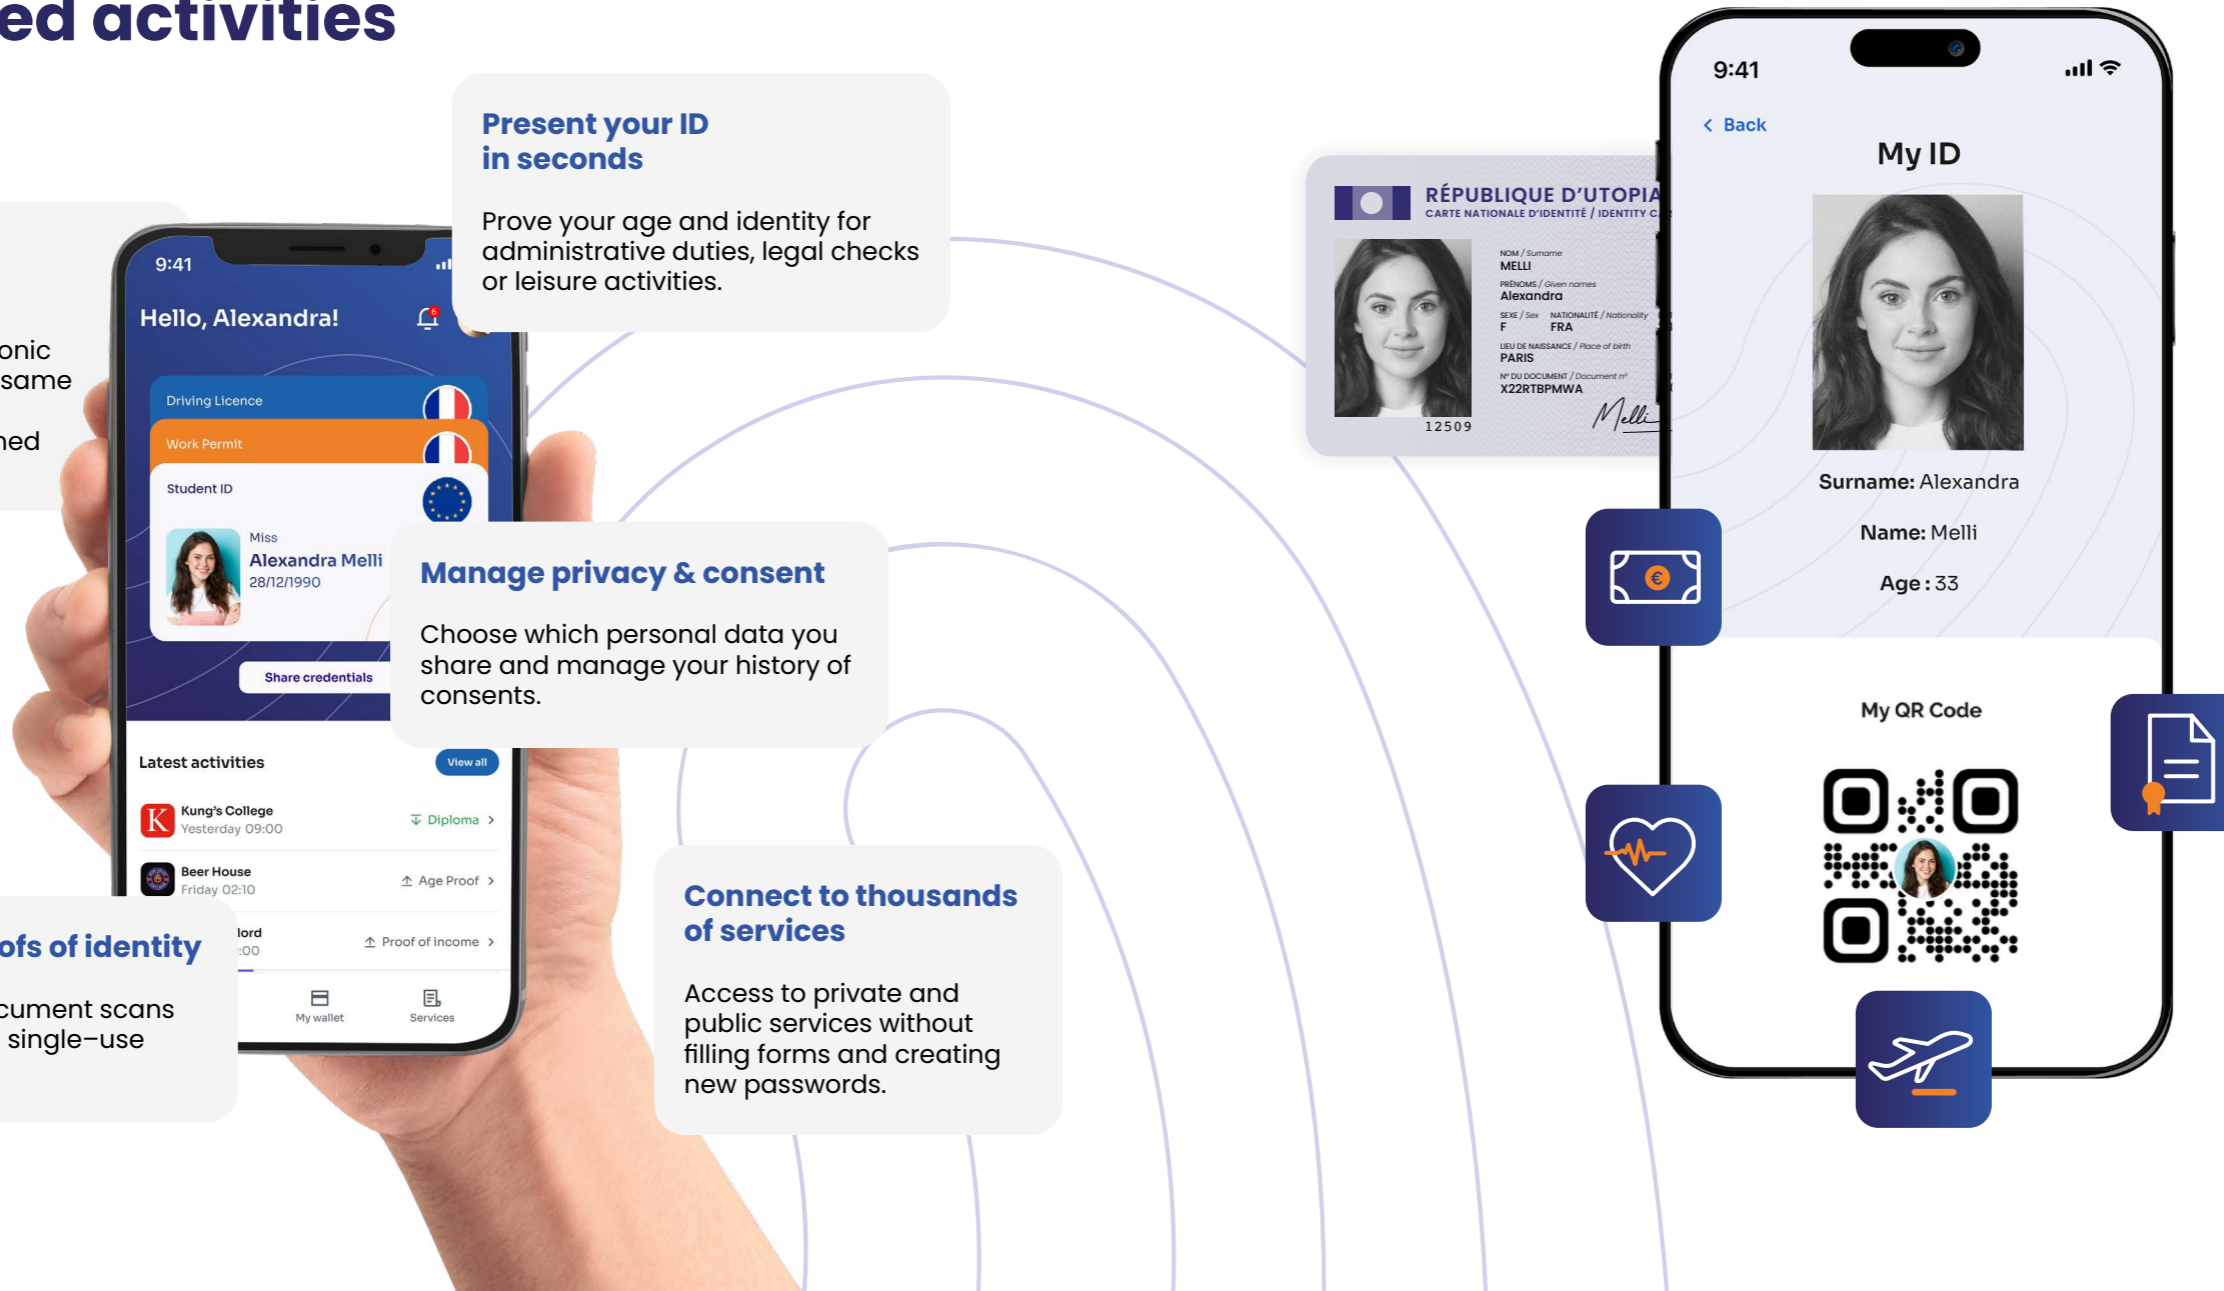 ed activities
Present your ID
in seconds
Prove your age and identity for
administrative duties, legal checks
or leisure activities.
onic
same
ned
9:41
Hello, Alexandra!
6
Driving Licence
Work Permit
Student ID
Miss
Alexandra Melli
28/12/1990
Share credentials
Manage privacy & consent
Choose which personal data you
share and manage your history of
consents.
Latest activities
View all
K
Kung's College
Yesterday 09:00
Diploma
Beer House
Friday 02:10
Age Proof
lord
:00
Proof of income
My wallet
Services
ofs of identity
cument scans
single-use
Connect to thousands
of services
Access to private and
public services without
filling forms and creating
new passwords.
RÉPUBLIQUE D'UTOPIA
CARTE NATIONALE D'IDENTITÉ / IDENTITY C
NOM / Surname
MELLI
PRÉNOMS / Given names
Alexandra
SEXE / Sex NATIONALITÉ / Nationality
F FRA
LIEU DE NAISSANCE / Place of birth
PARIS
N° DU DOCUMENT / Document n°
X22RTBPMWA
Melli
12509
9:41
Back
My ID
Surname: Alexandra
Name: Melli
Age : 33
My QR Code
€